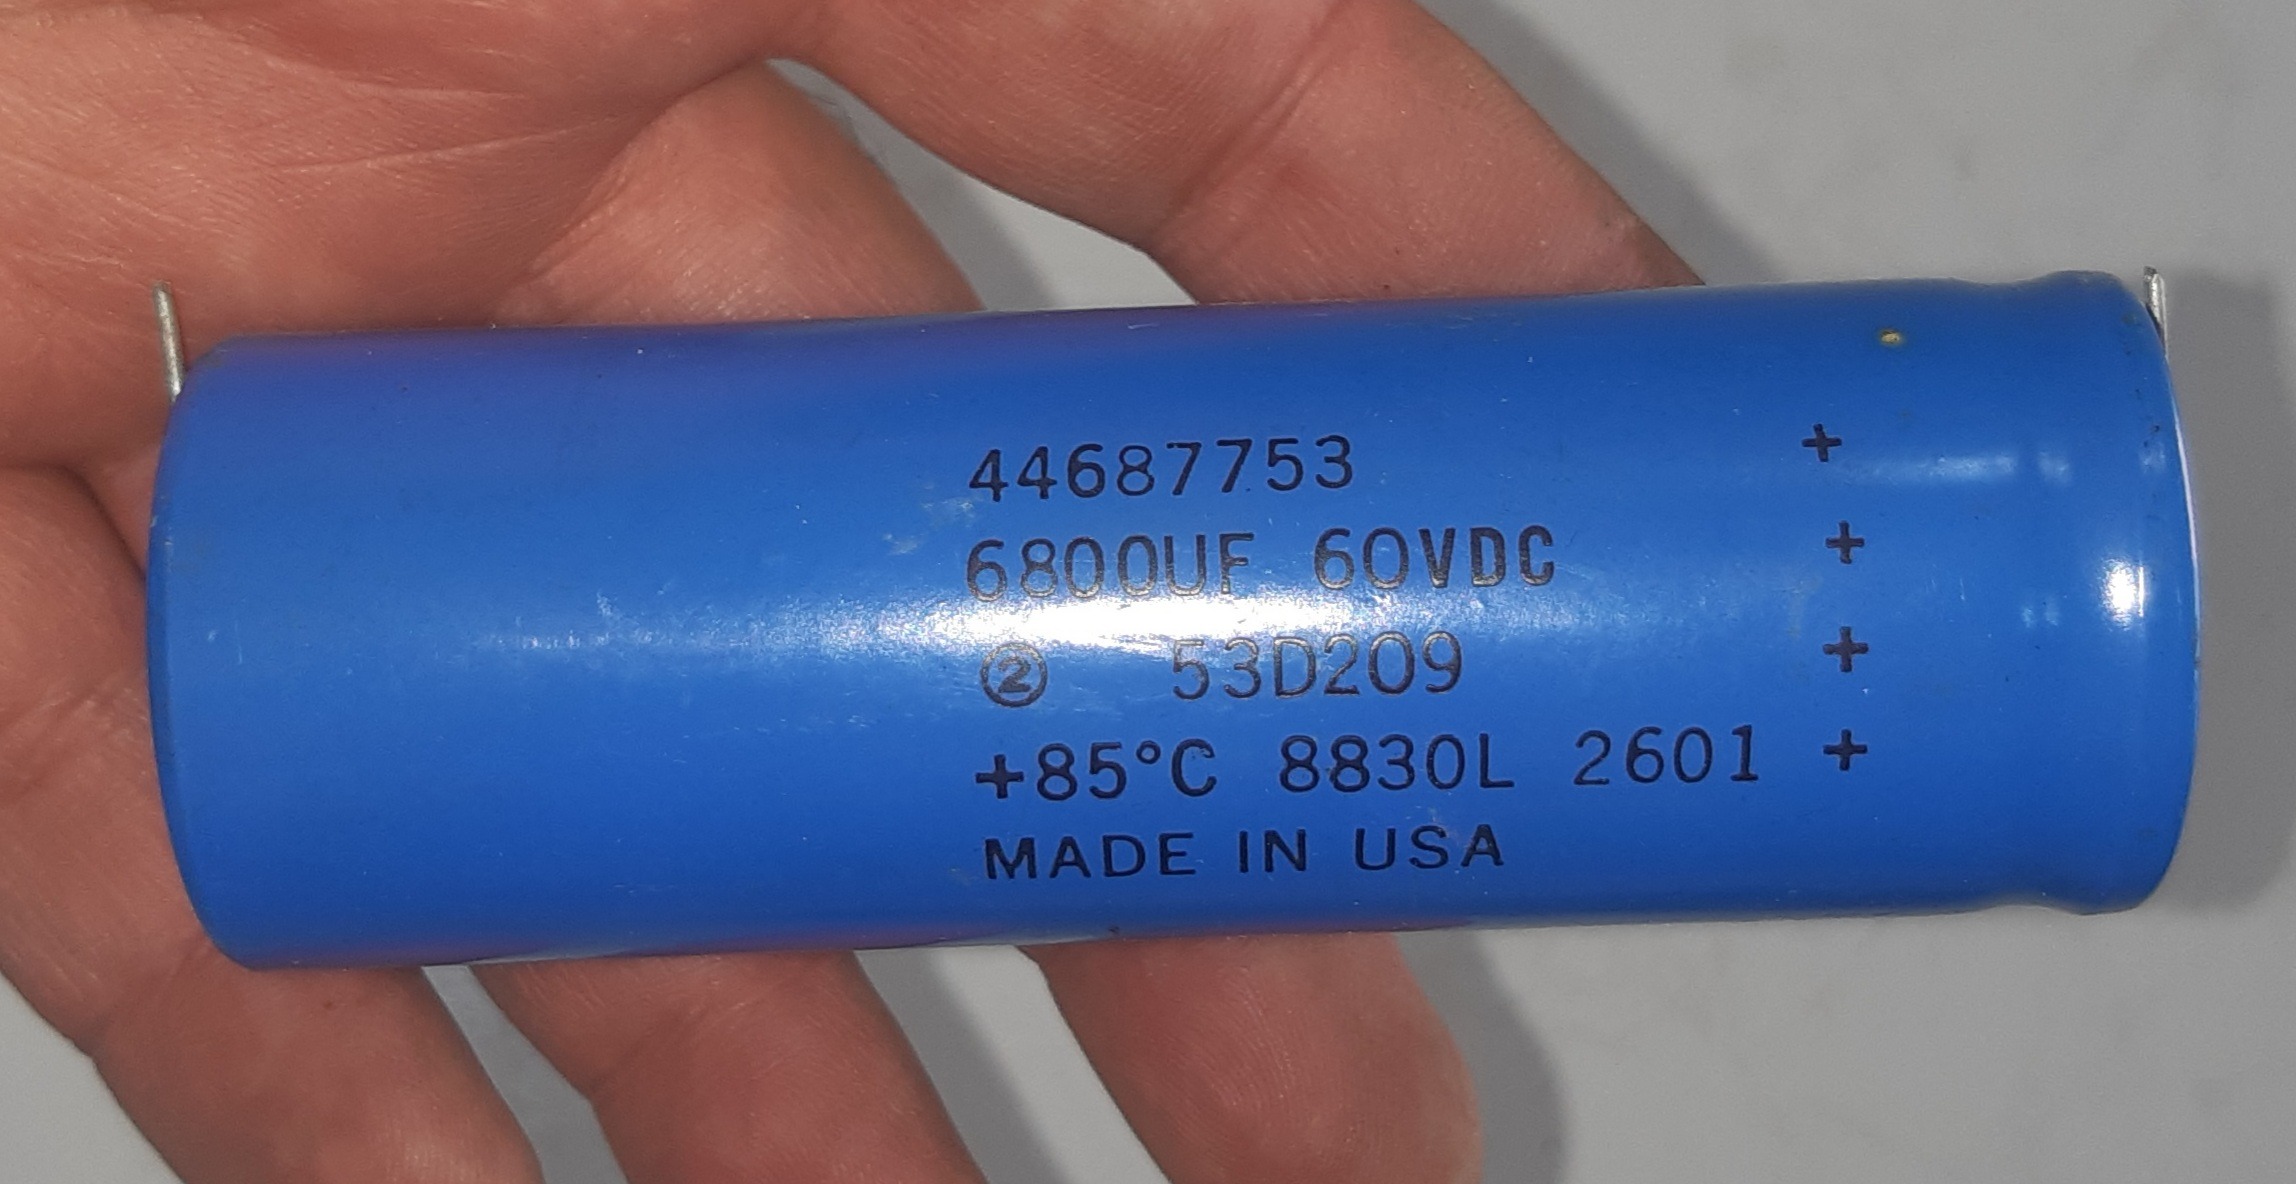 44687753 +
6800UF 60VDC +
② 53D209 +
+85°C 8830L 2601 +
MADE IN USA